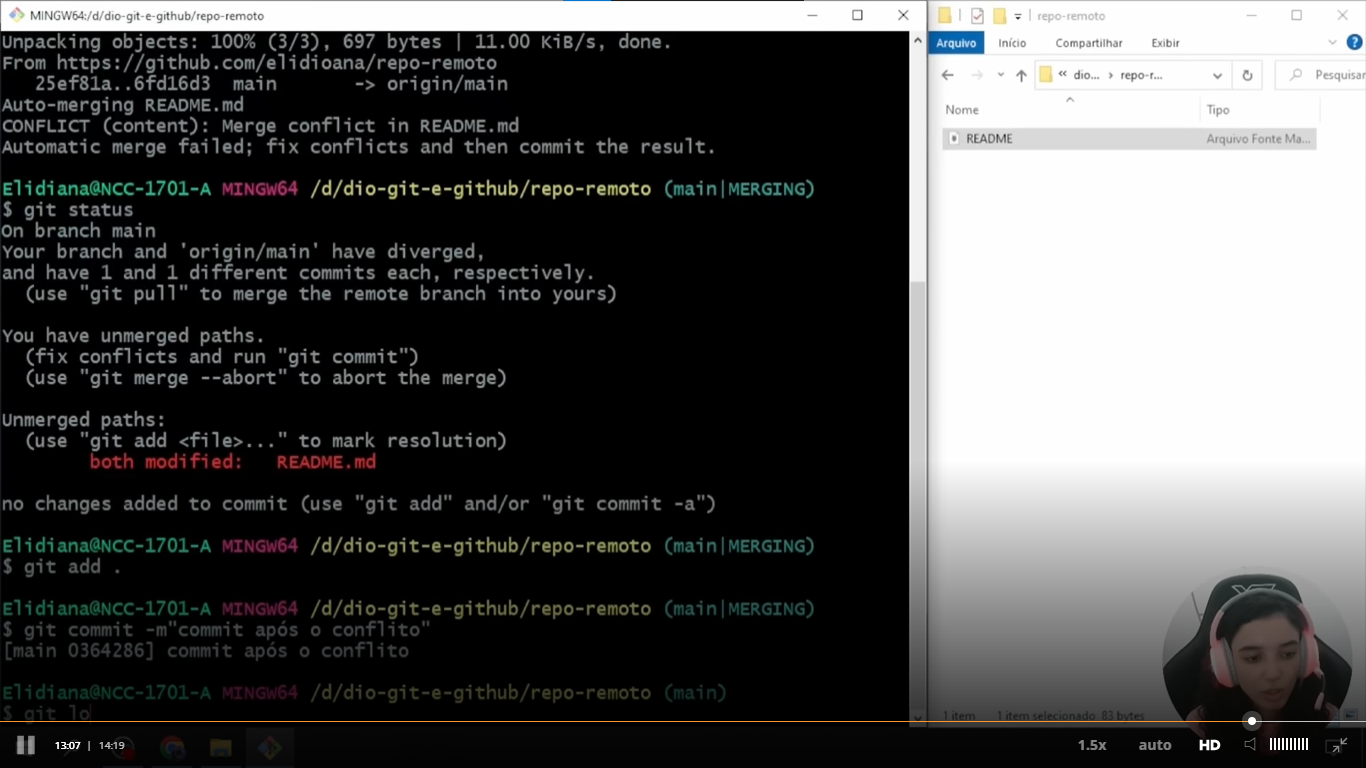 MINGW64:/d/dio-git-e-github/repo-remoto
Unpacking objects: 100% (3/3), 697 bytes | 11.00 KiB/s, done.
From https://github.com/elidioana/repo-remoto
   25ef81a..6fd16d3  main       -> origin/main
Auto-merging README.md
CONFLICT (content): Merge conflict in README.md
Automatic merge failed; fix conflicts and then commit the result.
Elidiana@NCC-1701-A MINGW64 /d/dio-git-e-github/repo-remoto (main|MERGING)
$ git status
On branch main
Your branch and 'origin/main' have diverged,
and have 1 and 1 different commits each, respectively.
  (use "git pull" to merge the remote branch into yours)
You have unmerged paths.
  (fix conflicts and run "git commit")
  (use "git merge --abort" to abort the merge)
Unmerged paths:
  (use "git add <file>..." to mark resolution)
        both modified:   README.md
no changes added to commit (use "git add" and/or "git commit -a")
Elidiana@NCC-1701-A MINGW64 /d/dio-git-e-github/repo-remoto (main|MERGING)
$ git add .
Elidiana@NCC-1701-A MINGW64 /d/dio-git-e-github/repo-remoto (main|MERGING)
$ git commit -m"commit após o conflito"
[main 0364286] commit após o conflito
Elidiana@NCC-1701-A MINGW64 /d/dio-git-e-github/repo-remoto (main)
$ git lo
repo-remoto
Arquivo Início Compartilhar Exibir
« dio... › repo-r... Pesquisar
Nome Tipo
README Arquivo Fonte Ma...
1 item 1 item selecionado 83 bytes
13:07 | 14:19 1.5x auto HD